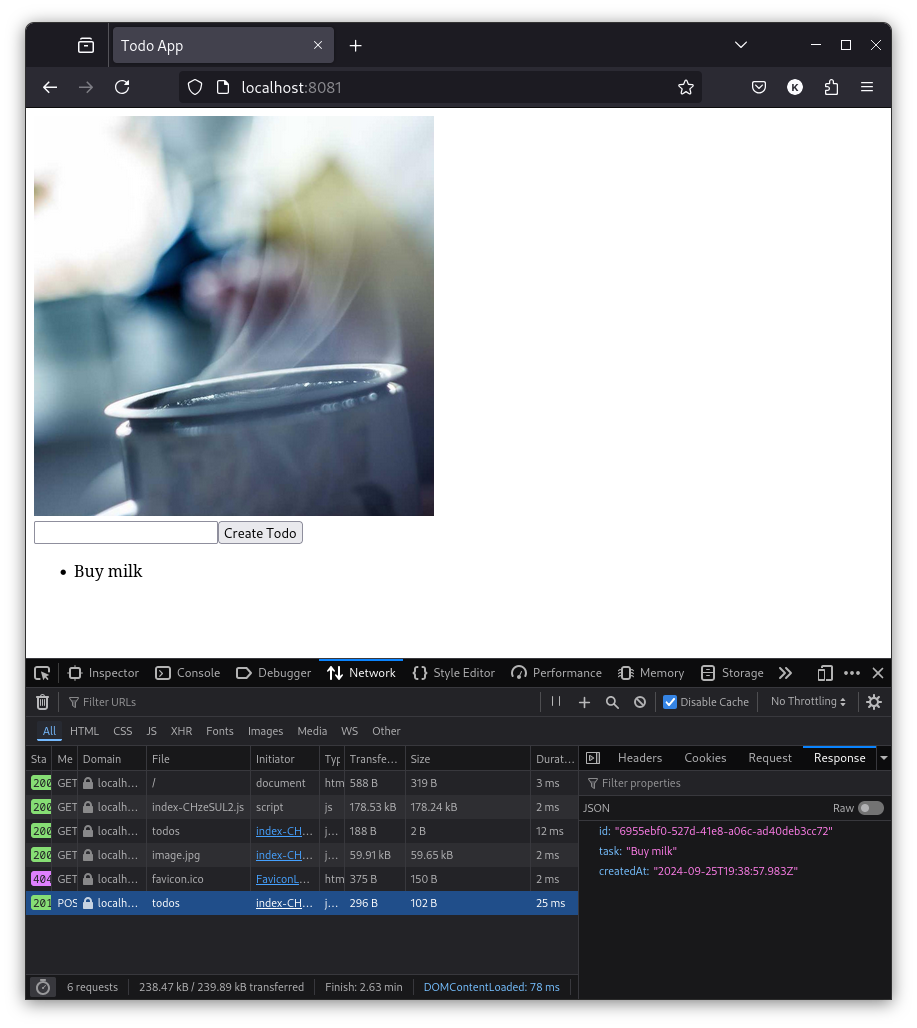 Todo App
localhost:8081
Create Todo
• Buy milk
Inspector Console Debugger Network Style Editor Performance Memory Storage
Filter URLs Disable Cache No Throttling
All HTML CSS JS XHR Fonts Images Media WS Other
Sta Me Domain File Initiator Typ Transfe… Size Durat…
200 GET localh… / document htm 588 B 319 B 3 ms
200 GET localh… index-CHzeSUL2.js script js 178.53 kB 178.24 kB 2 ms
200 GET localh… todos index-CH… j… 188 B 2 B 12 ms
200 GET localh… image.jpg index-CH… j… 59.91 kB 59.65 kB 2 ms
404 GET localh… favicon.ico FaviconL… htm 375 B 150 B 2 ms
201 POS localh… todos index-CH… j… 296 B 102 B 25 ms
Headers Cookies Request Response
Filter properties
JSON Raw
id: "6955ebf0-527d-41e8-a06c-ad40deb3cc72"
task: "Buy milk"
createdAt: "2024-09-25T19:38:57.983Z"
6 requests 238.47 kB / 239.89 kB transferred Finish: 2.63 min DOMContentLoaded: 78 ms